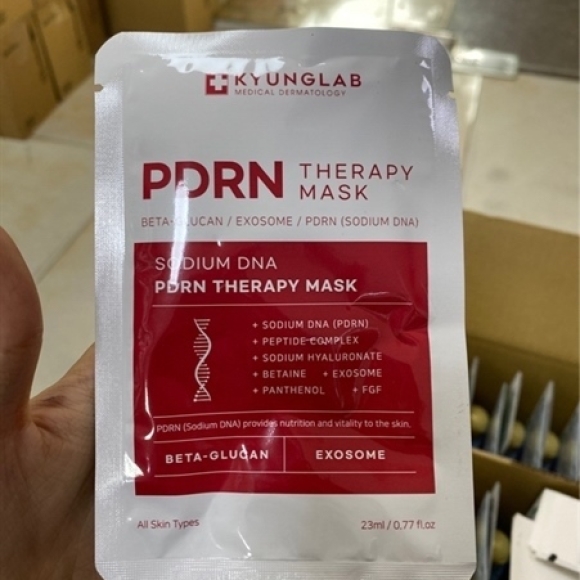 KYUNGLAB
MEDICAL DERMATOLOGY
PDRN THERAPY MASK
BETA-GLUCAN / EXOSOME / PDRN (SODIUM DNA)
SODIUM DNA
PDRN THERAPY MASK
+ SODIUM DNA (PDRN)
+ PEPTIDE COMPLEX
+ SODIUM HYALURONATE
+ BETAINE + EXOSOME
+ PANTHENOL + FGF
PDRN (Sodium DNA) provides nutrition and vitality to the skin.
BETA-GLUCAN EXOSOME
All Skin Types 23ml / 0.77 fl.oz